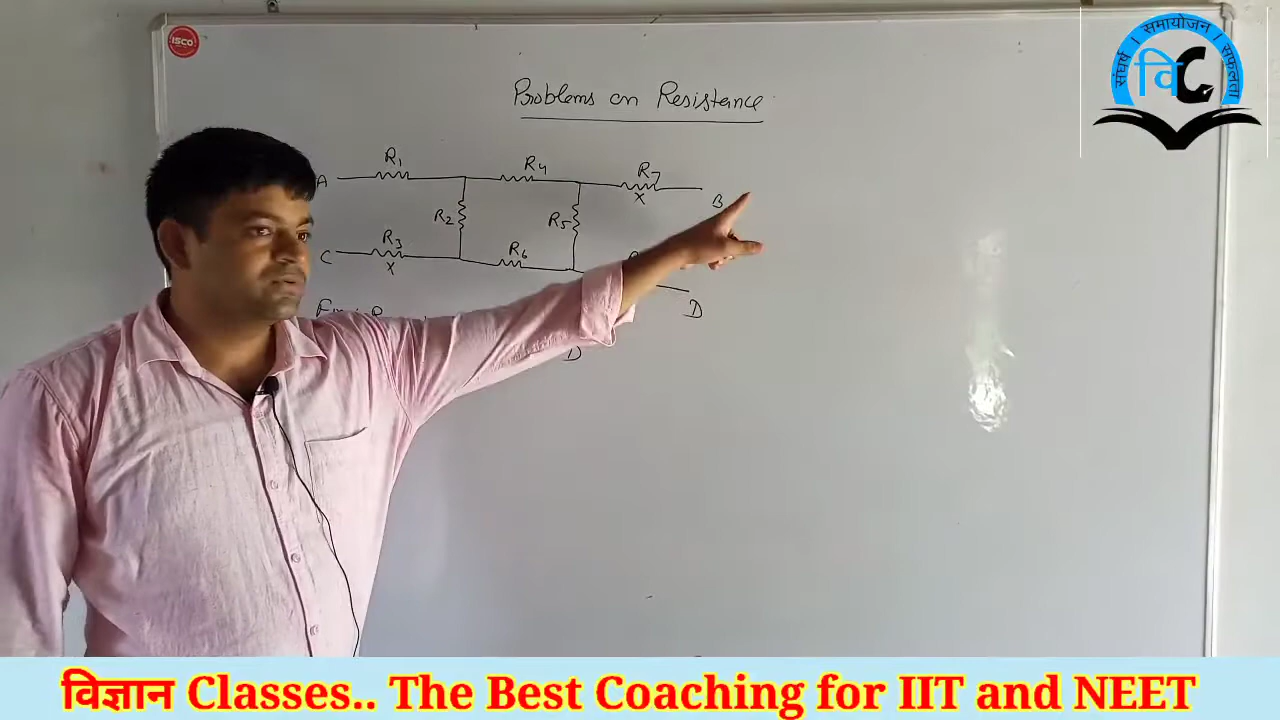 ISCO
संघर्ष । समायोजन । सफलता
वि C
Problems on Resistance
A R1 R4 R7 B
x
R2 R5
C R3 R6
x
D
D
विज्ञान Classes.. The Best Coaching for IIT and NEET